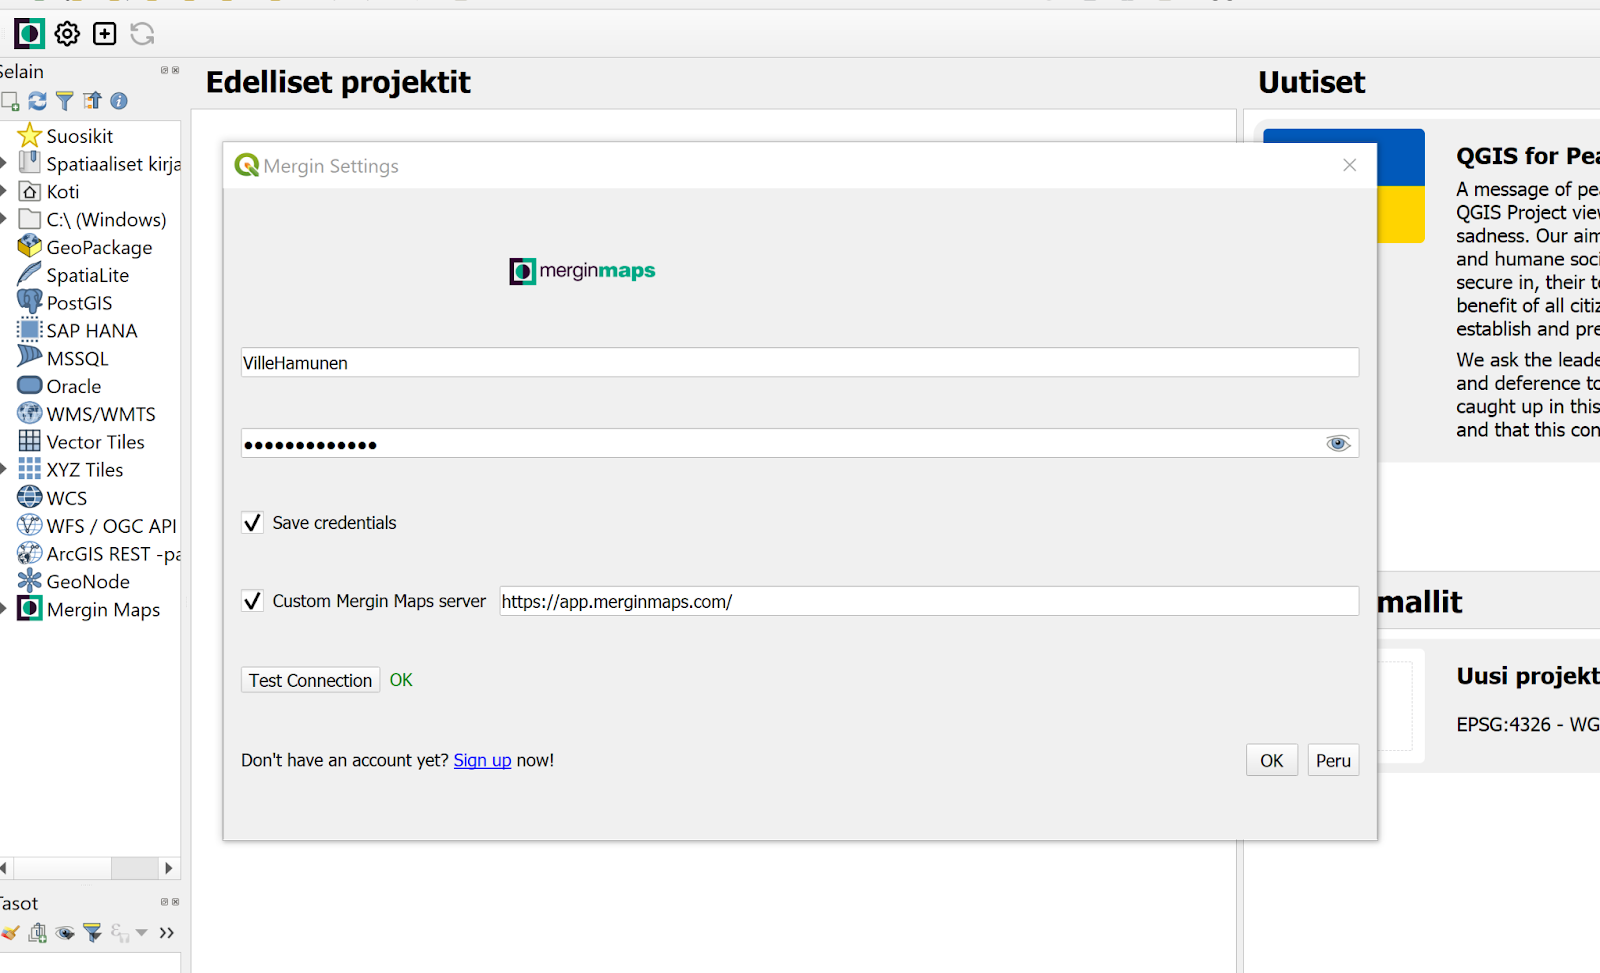 Selain
Suosikit
Spatiaaliset kirja
Koti
C:\ (Windows)
GeoPackage
SpatiaLite
PostGIS
SAP HANA
MSSQL
Oracle
WMS/WMTS
Vector Tiles
XYZ Tiles
WCS
WFS / OGC API
ArcGIS REST -pa
GeoNode
Mergin Maps
Tasot
Edelliset projektit
Mergin Settings
merginmaps
VilleHamunen
Save credentials
Custom Mergin Maps server
https://app.merginmaps.com/
Test Connection OK
Don't have an account yet? Sign up now!
OK
Peru
Uutiset
QGIS for Pea
A message of pe
QGIS Project view
sadness. Our aim
and humane soci
secure in, their t
benefit of all citiz
establish and pre
We ask the leade
and deference to
caught up in this
and that this con
mallit
Uusi projekt
EPSG:4326 - WG